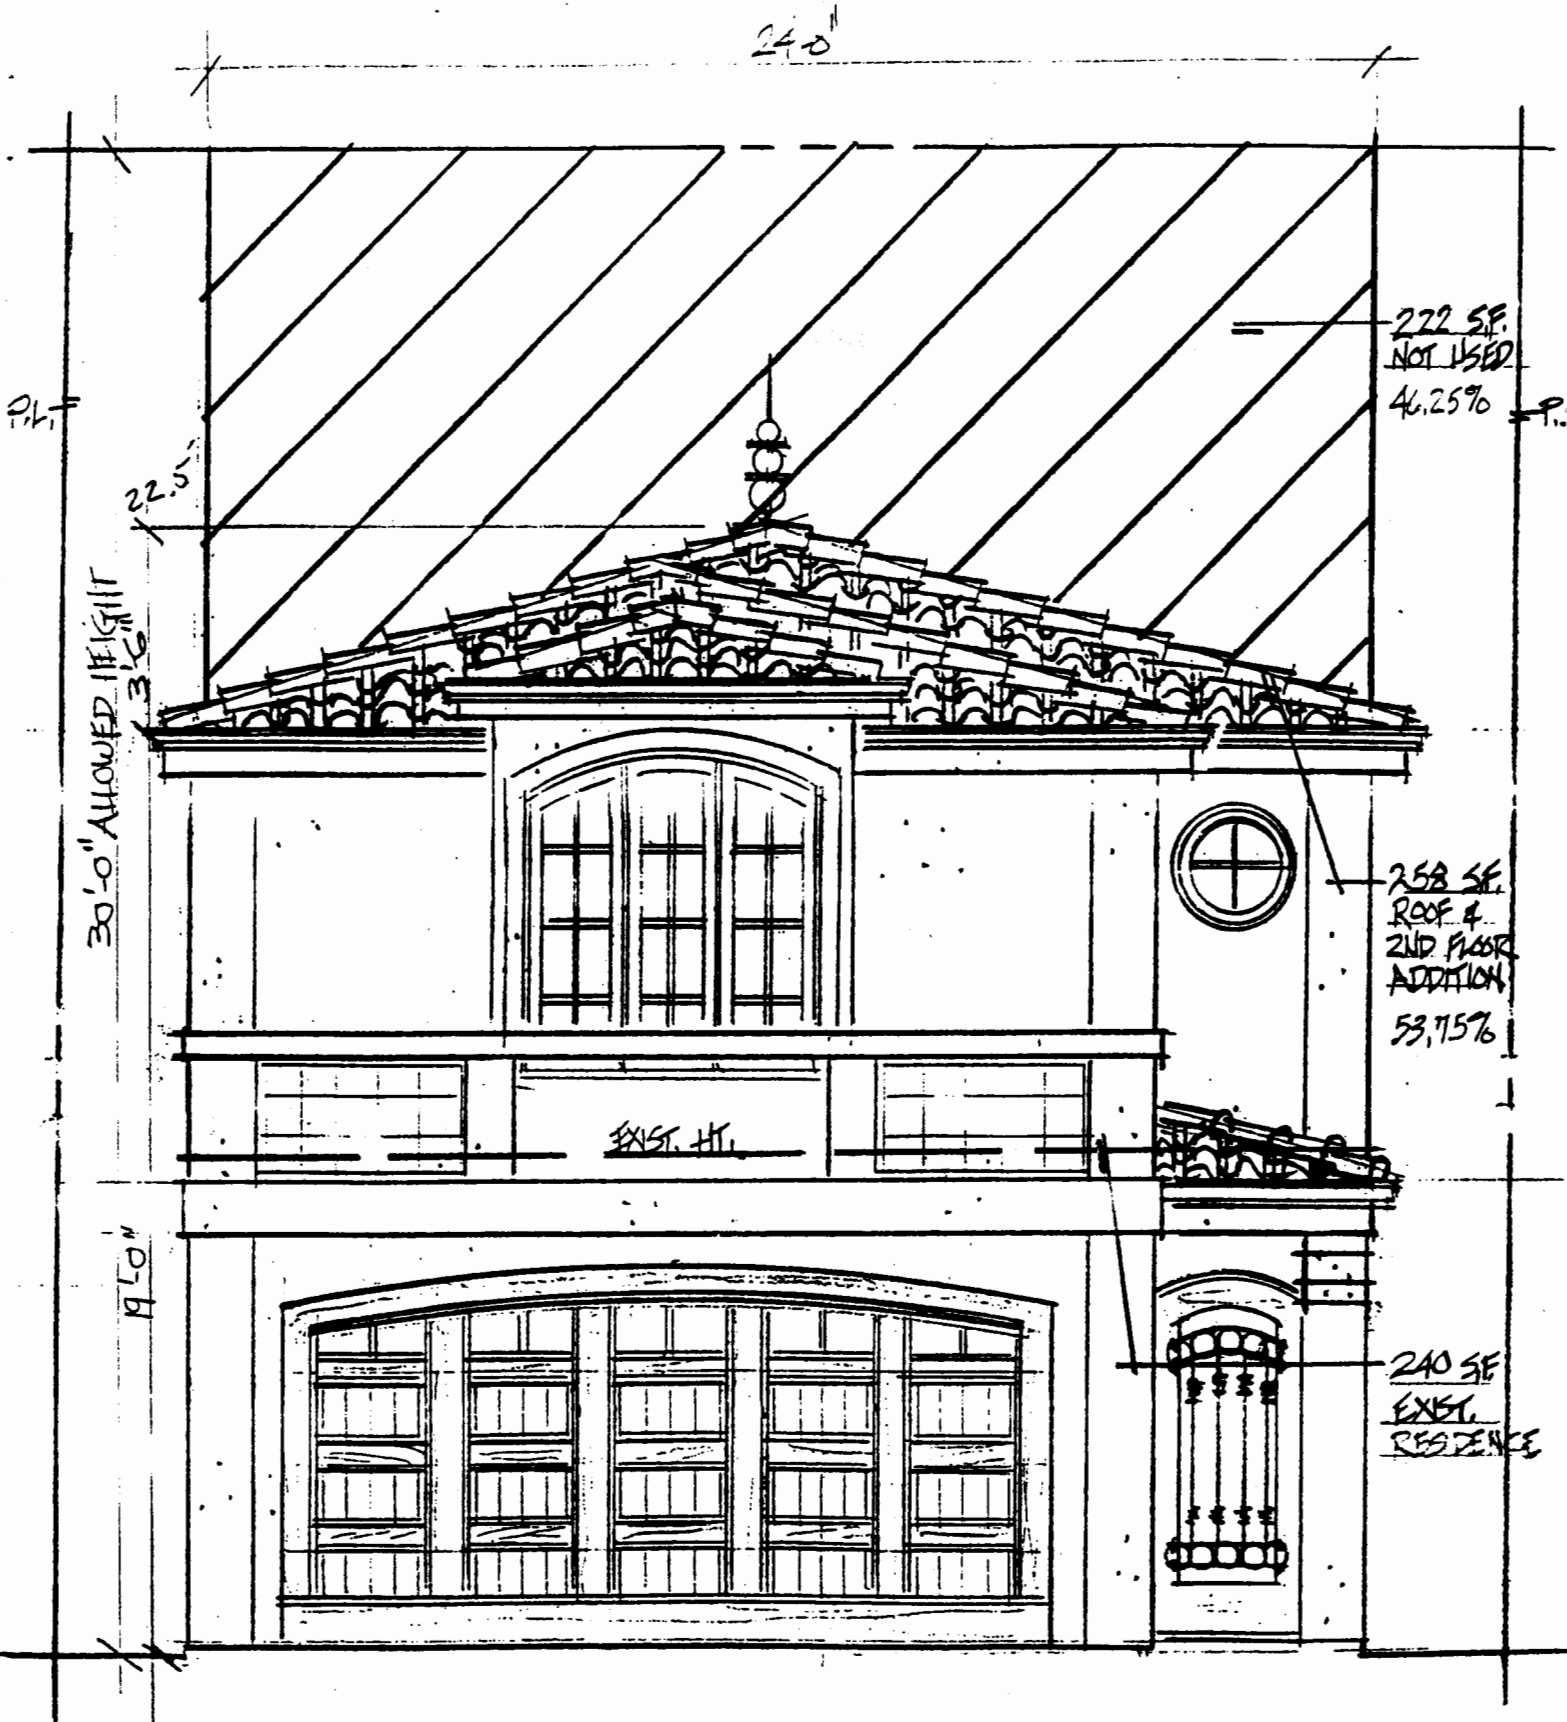 24'-0"
222 S.F.
NOT USED
46.25%
P.L.
P.L.
22.5'
30'-0" ALLOWED HEIGHT
3'6"
258 S.F.
ROOF &
2ND FLOOR
ADDITION
53,75%
EXIST. HT.
19'-0"
240 S.F.
EXIST.
RESIDENCE